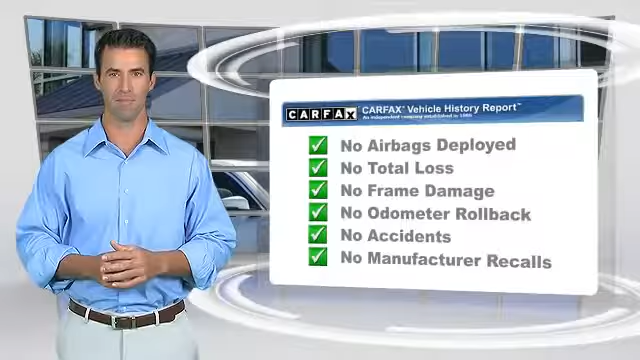 CARFAX CARFAX Vehicle History Report™
An independent company established in 1986
No Airbags Deployed
No Total Loss
No Frame Damage
No Odometer Rollback
No Accidents
No Manufacturer Recalls